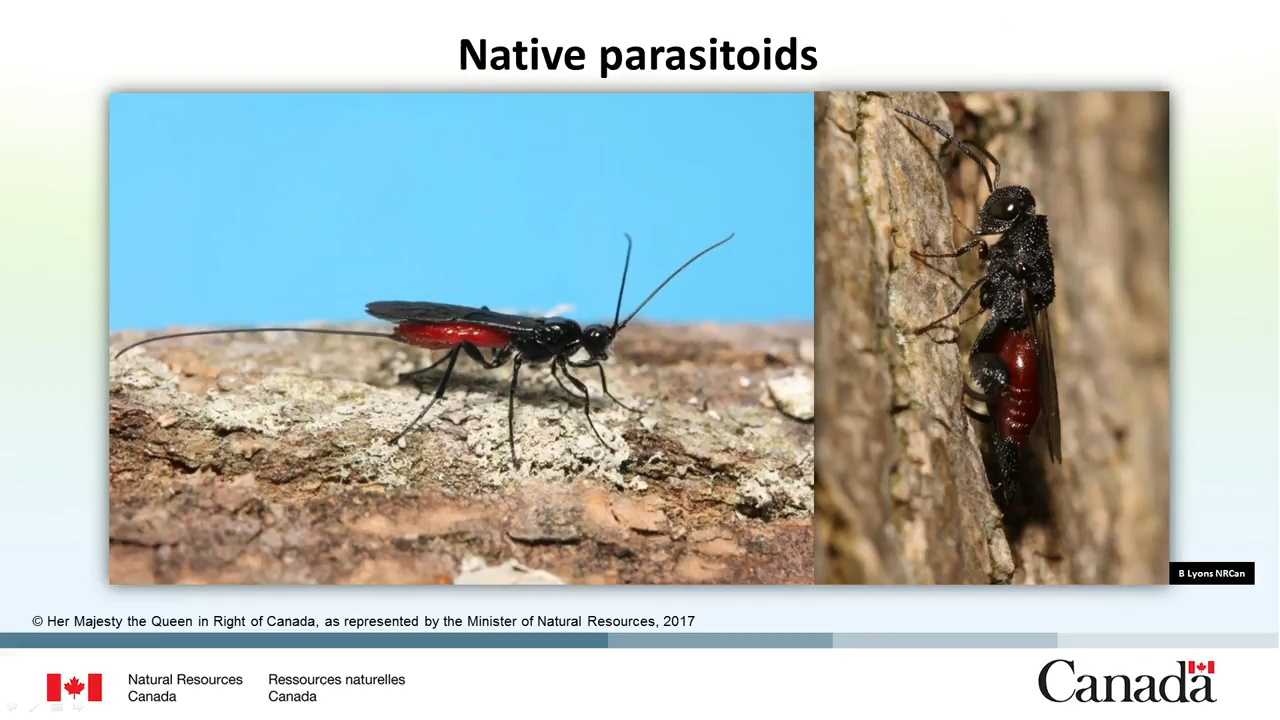 Native parasitoids
B Lyons NRCan
© Her Majesty the Queen in Right of Canada, as represented by the Minister of Natural Resources, 2017
Natural Resources
Canada
Ressources naturelles
Canada
Canada